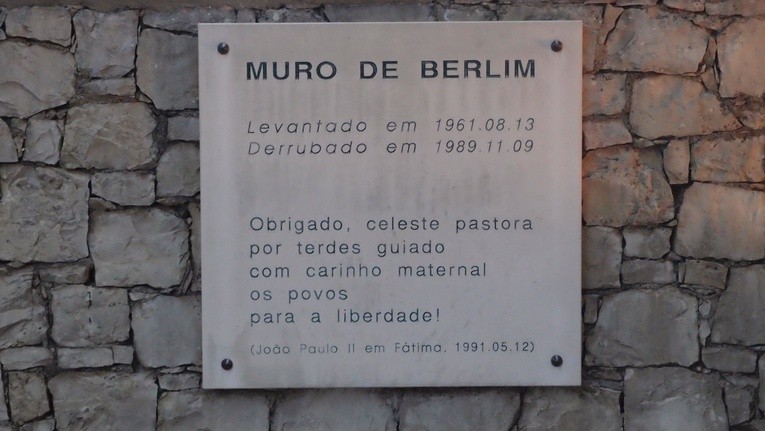 MURO DE BERLIM
Levantado em 1961.08.13
Derrubado em 1989.11.09
Obrigado, celeste pastora
por terdes guiado
com carinho maternal
os povos
para a liberdade!
(João Paulo II em Fátima, 1991.05.12)